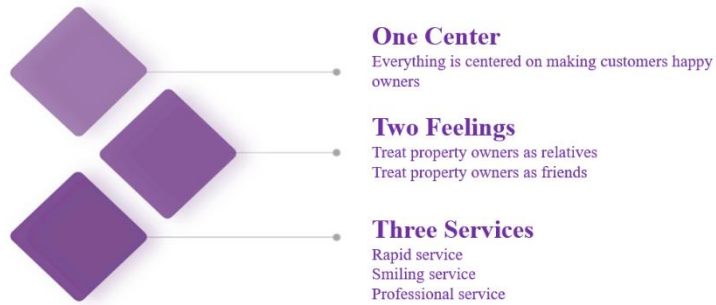 One Center
Everything is centered on making customers happy
owners
Two Feelings
Treat property owners as relatives
Treat property owners as friends
Three Services
Rapid service
Smiling service
Professional service